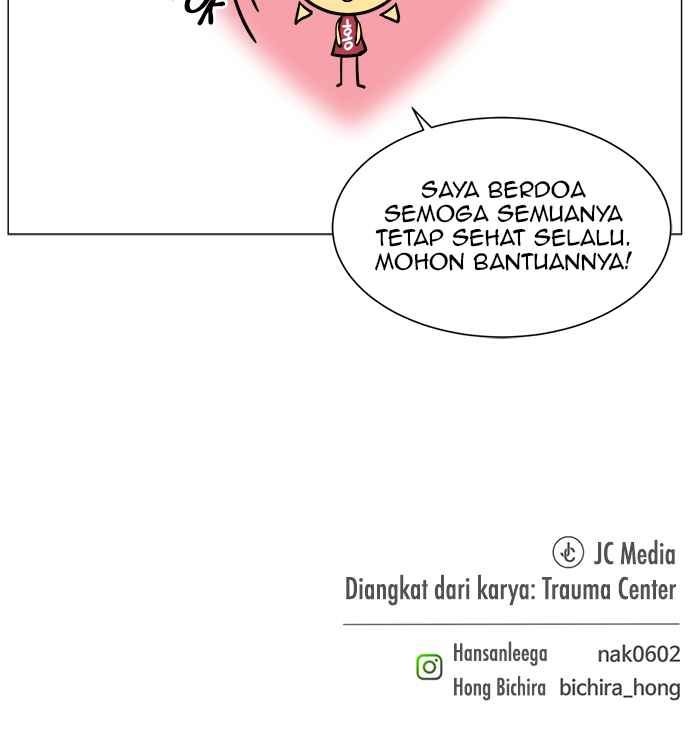 홍
SAYA BERDOA
SEMOGA SEMUANYA
TETAP SEHAT SELALU.
MOHON BANTUANNYA!
JC Media
Diangkat dari karya: Trauma Center
Hansanleega nak0602
Hong Bichira bichira_hong